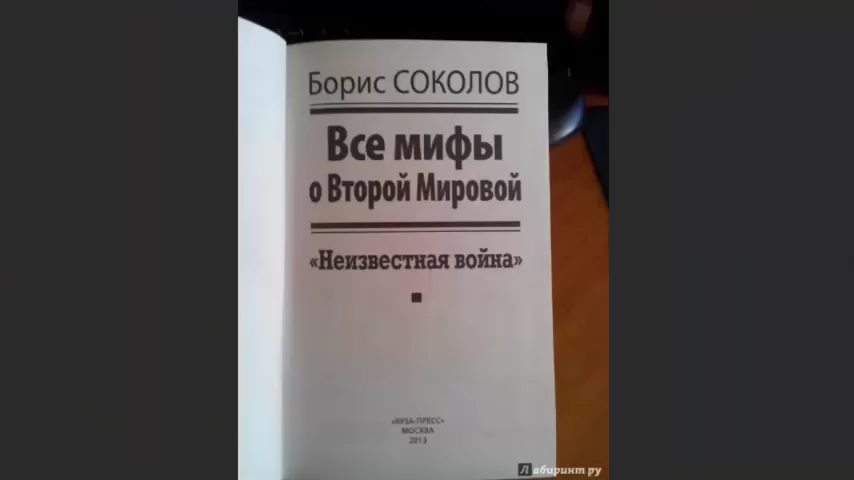 Борис СОКОЛОВ
Все мифы
о Второй Мировой
«Неизвестная война»
«ЯУЗА-ПРЕСС»
МОСКВА
2013
Лабиринт.ру